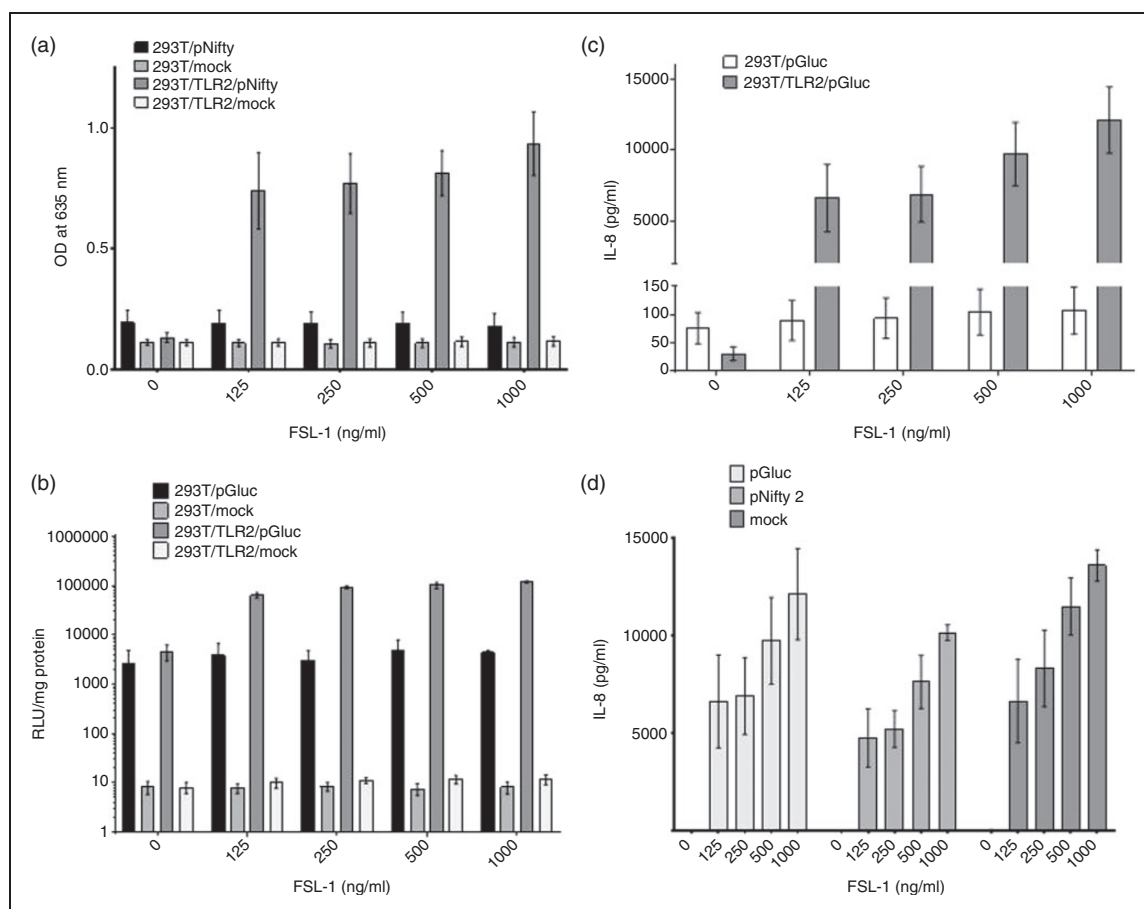 (a)
293T/pNifty
293T/mock
293T/TLR2/pNifty
293T/TLR2/mock
1.0
0.5
0.0
OD at 635 nm
0
125
250
500
1000
FSL-1 (ng/ml)
(b)
293T/pGluc
293T/mock
293T/TLR2/pGluc
293T/TLR2/mock
1000000
100000
10000
1000
100
10
1
RLU/mg protein
0
125
250
500
1000
FSL-1 (ng/ml)
(c)
293T/pGluc
293T/TLR2/pGluc
15000
10000
5000
150
100
50
0
IL-8 (pg/ml)
0
125
250
500
1000
FSL-1 (ng/ml)
(d)
pGluc
pNifty 2
mock
15000
10000
5000
IL-8 (pg/ml)
0
125
250
500
1000
0
125
250
500
1000
0
125
250
500
1000
FSL-1 (ng/ml)